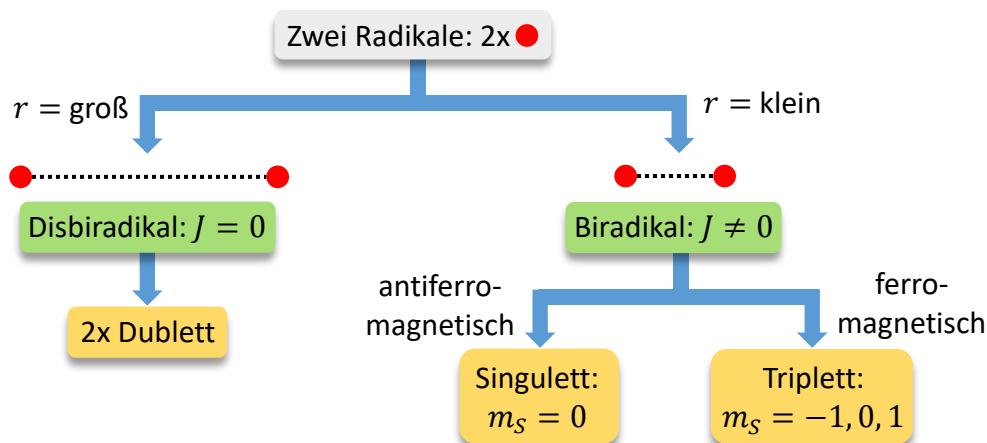 Zwei Radikale: 2x
r = groß
r = klein
Disbiradikal: J = 0
Biradikal: J ≠ 0
2x Dublett
antiferro-
magnetisch
ferro-
magnetisch
Singulett:
m_S = 0
Triplett:
m_S = −1, 0, 1